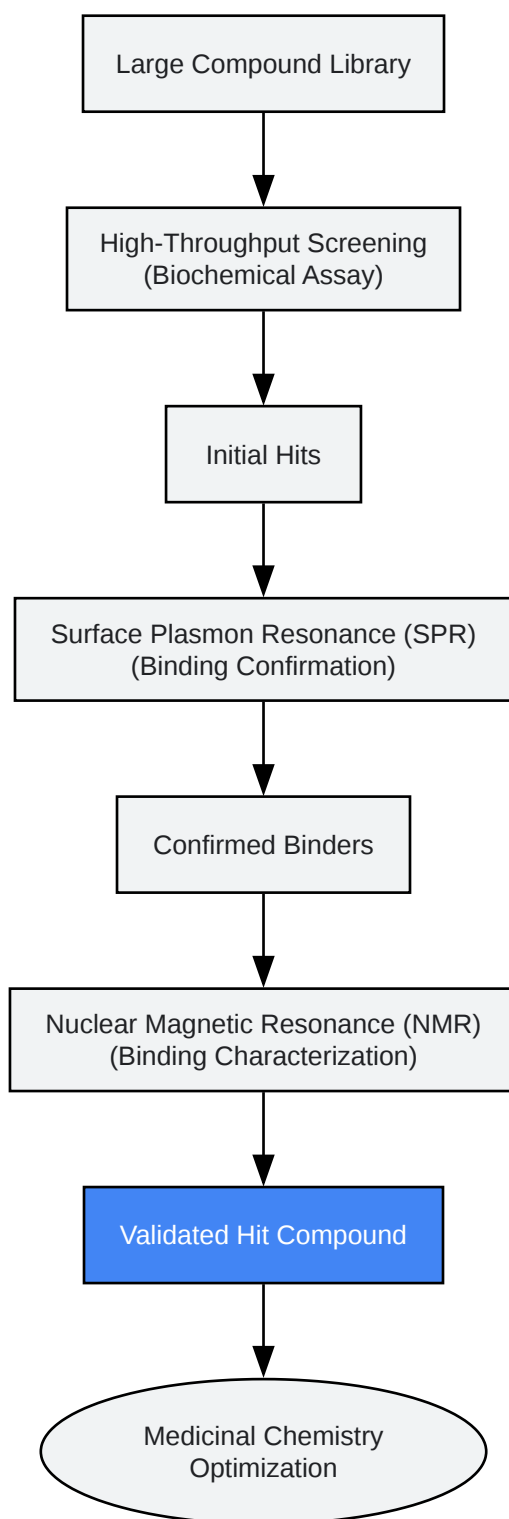 Large Compound Library
High-Throughput Screening
(Biochemical Assay)
Initial Hits
Surface Plasmon Resonance (SPR)
(Binding Confirmation)
Confirmed Binders
Nuclear Magnetic Resonance (NMR)
(Binding Characterization)
Validated Hit Compound
Medicinal Chemistry
Optimization